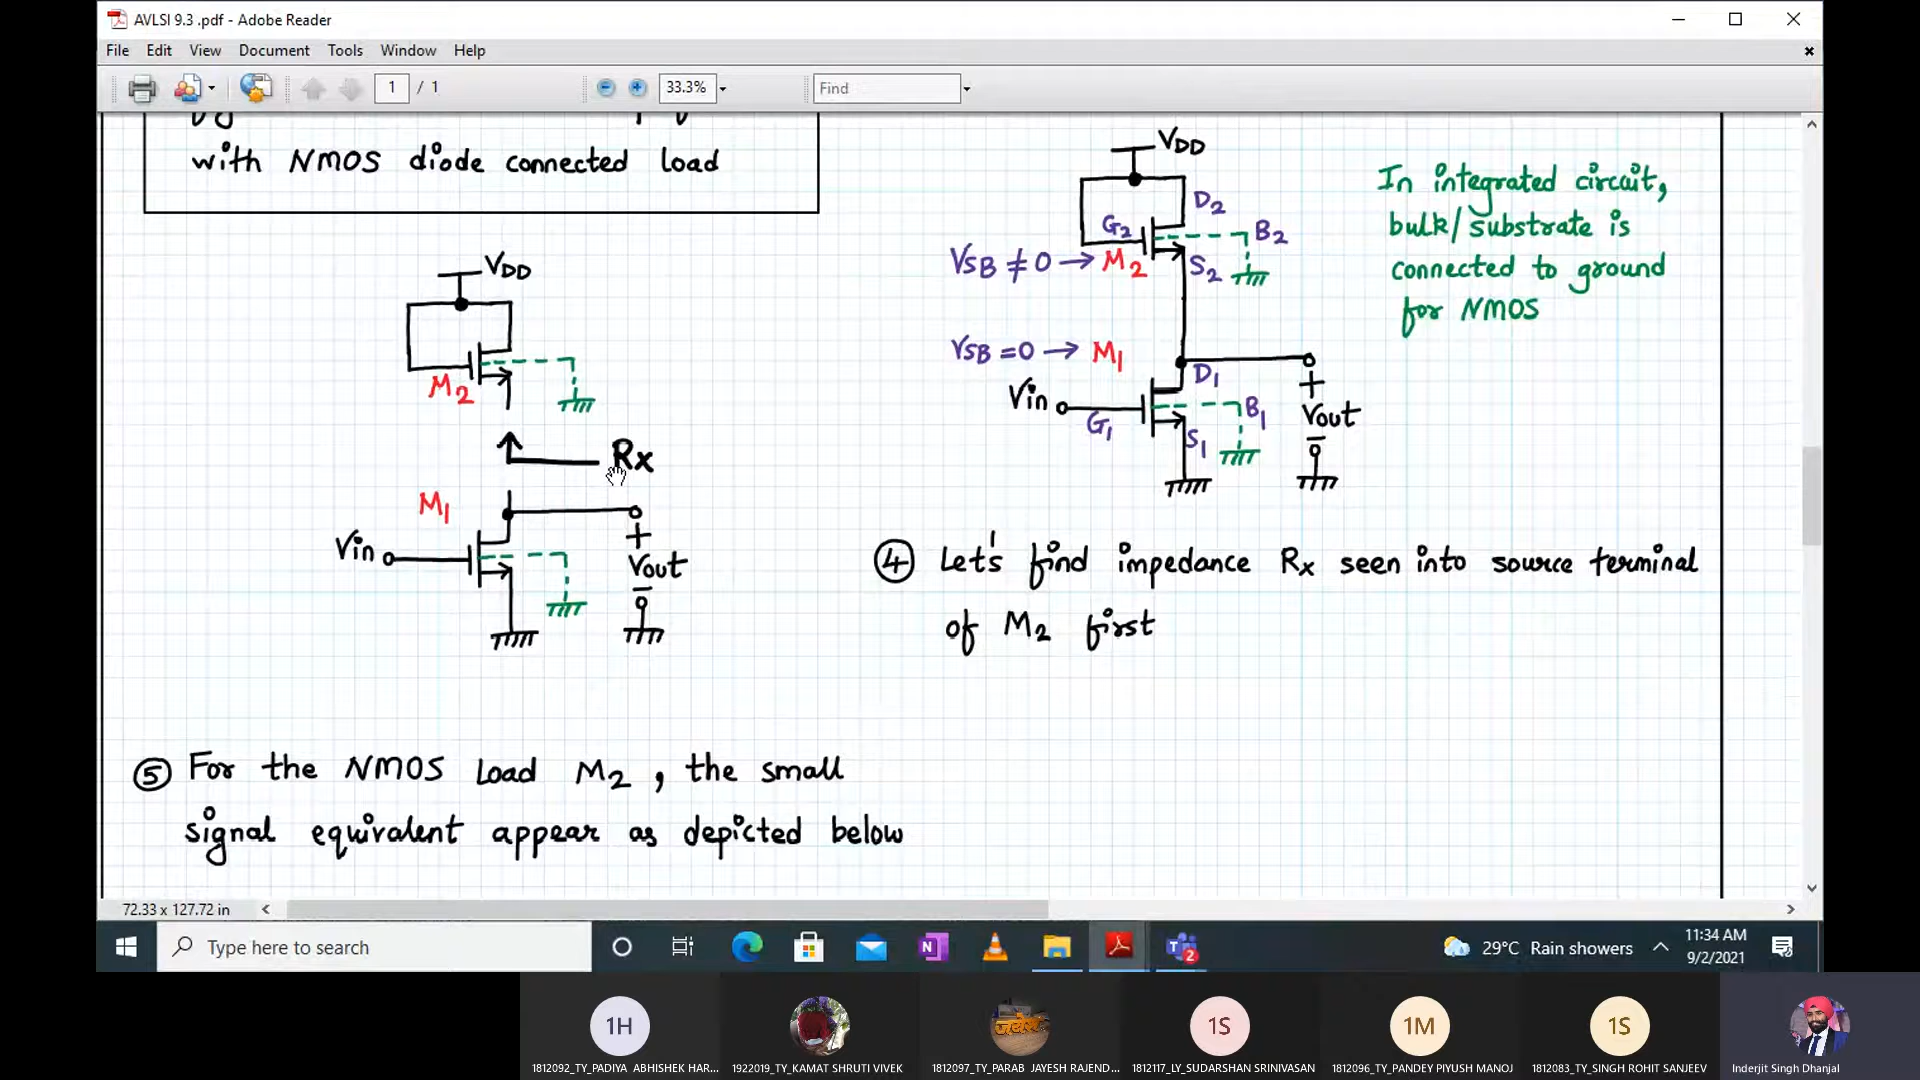 AVLSI 9.3 .pdf - Adobe Reader
File Edit View Document Tools Window Help
1 / 1 33.3% Find
with NMOS diode connected load
VDD
M2
Rx
M1
Vin
+
Vout
-
VDD
D2
G2
B2
VSB ≠ 0 → M2
S2
VSB = 0 → M1
D1
Vin
G1
B1
S1
+
Vout
-
In integrated circuit,
bulk/substrate is
connected to ground
for NMOS
④ Let's find impedance Rx seen into source terminal
of M2 first
⑤ For the NMOS Load M2, the small
signal equivalent appear as depicted below
72.33 x 127.72 in
Type here to search
2
29°C Rain showers
11:34 AM
9/2/2021
1H
1S
1M
1S
जयोस्तु
1812092_TY_PADIYA ABHISHEK HAR...
1922019_TY_KAMAT SHRUTI VIVEK
1812097_TY_PARAB JAYESH RAJEND...
1812117_LY_SUDARSHAN SRINIVASAN
1812096_TY_PANDEY PIYUSH MANOJ
1812083_TY_SINGH ROHIT SANJEEV
Inderjit Singh Dhanjal